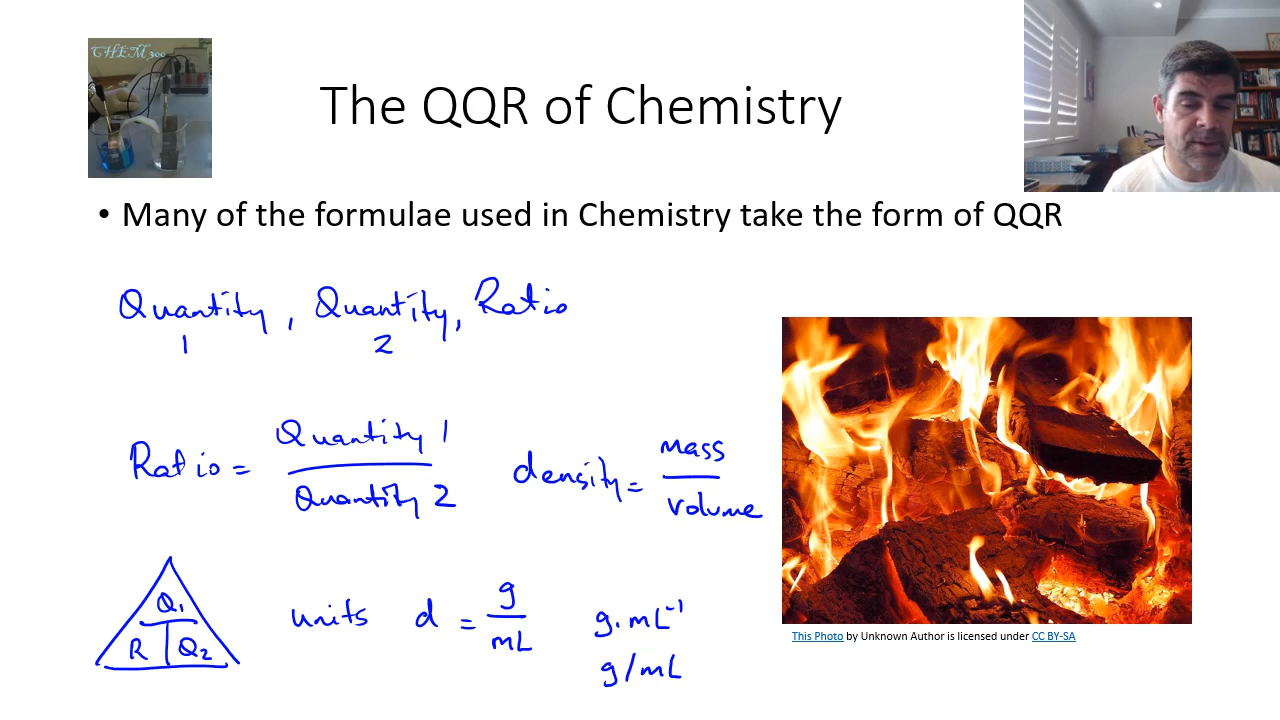 CHEM 300
The QQR of Chemistry
• Many of the formulae used in Chemistry take the form of QQR
Quantity, Quantity, Ratio
1 2
Ratio = Quantity 1
Quantity 2
density = mass
volume
Q1
R Q2
units d = g
mL
g.mL⁻¹
g/mL
This Photo by Unknown Author is licensed under CC BY-SA